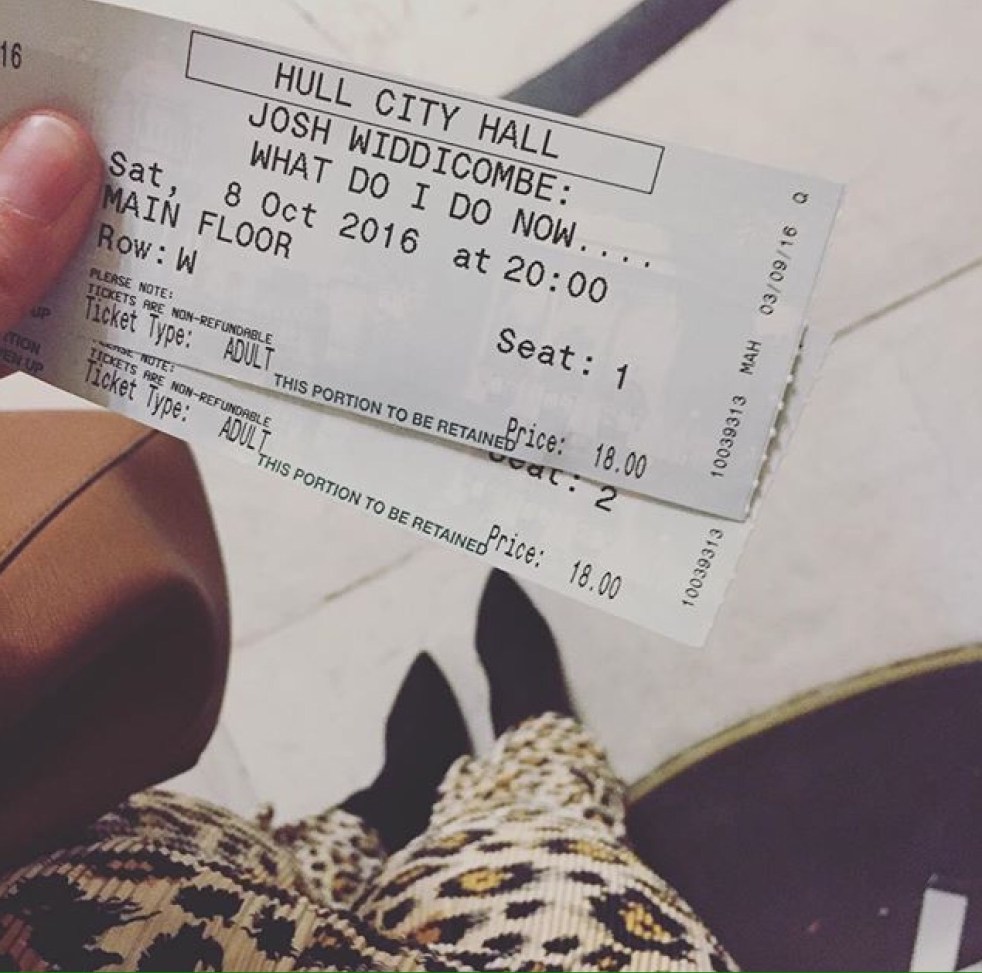 16
HULL CITY HALL
JOSH WIDDICOMBE:
WHAT DO I DO NOW....
Sat, 8 Oct 2016 at 20:00
MAIN FLOOR
Row: W
Seat: 1
PLEASE NOTE:
TICKETS ARE NON-REFUNDABLE
Ticket Type: ADULT
THIS PORTION TO BE RETAINED
Price: 18.00
10039313 MAH 03/09/16 Q
UP
NOTE:
TICKETS ARE NON-REFUNDABLE
Ticket Type: ADULT
THIS PORTION TO BE RETAINED
Seat: 2
Price: 18.00
10039313